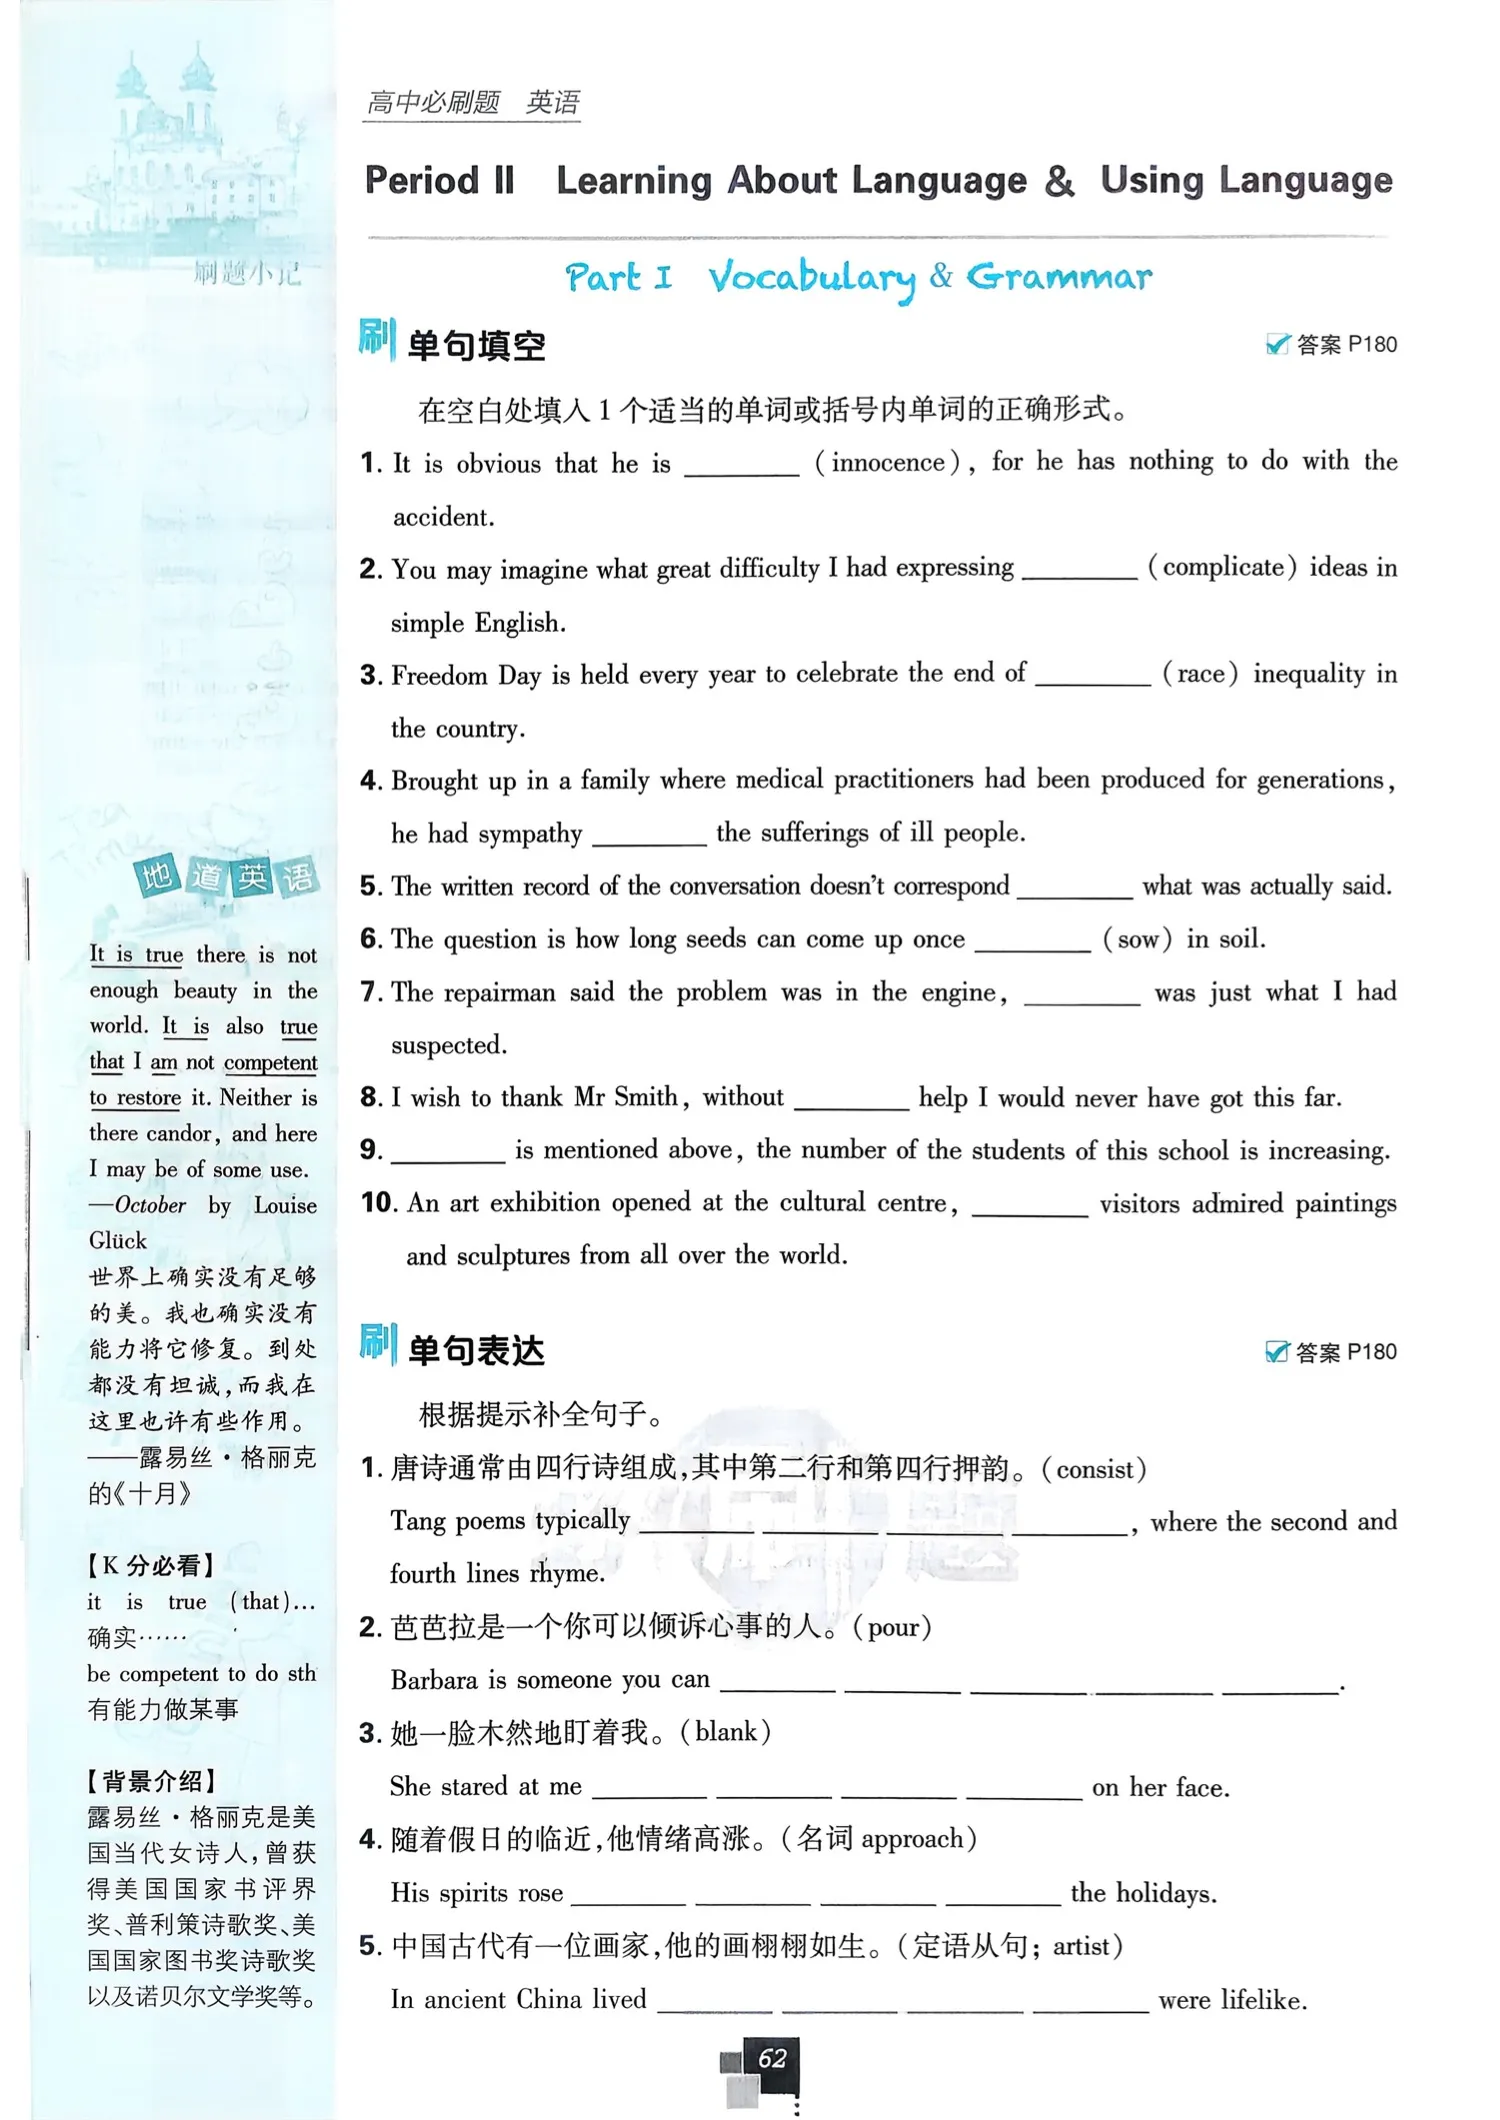 高中必刷题 英语
Period II Learning About Language & Using Language
Part I Vocabulary & Grammar
刷 单句填空 答案 P180
在空白处填入 1 个适当的单词或括号内单词的正确形式。
1. It is obvious that he is ________ (innocence), for he has nothing to do with the
accident.
2. You may imagine what great difficulty I had expressing ________ (complicate) ideas in
simple English.
3. Freedom Day is held every year to celebrate the end of ________ (race) inequality in
the country.
4. Brought up in a family where medical practitioners had been produced for generations,
he had sympathy ________ the sufferings of ill people.
5. The written record of the conversation doesn't correspond ________ what was actually said.
6. The question is how long seeds can come up once ________ (sow) in soil.
7. The repairman said the problem was in the engine, ________ was just what I had
suspected.
8. I wish to thank Mr Smith, without ________ help I would never have got this far.
9. ________ is mentioned above, the number of the students of this school is increasing.
10. An art exhibition opened at the cultural centre, ________ visitors admired paintings
and sculptures from all over the world.
刷 单句表达 答案 P180
根据提示补全句子。
1. 唐诗通常由四行诗组成,其中第二行和第四行押韵。(consist)
Tang poems typically ________ ________ ________ ________, where the second and
fourth lines rhyme.
2. 芭芭拉是一个你可以倾诉心事的人。(pour)
Barbara is someone you can ________ ________ ________ ________ ________.
3. 她一脸木然地盯着我。(blank)
She stared at me ________ ________ ________ ________ on her face.
4. 随着假日的临近,他情绪高涨。(名词 approach)
His spirits rose ________ ________ ________ ________ the holidays.
5. 中国古代有一位画家,他的画栩栩如生。(定语从句; artist)
In ancient China lived ________ ________ ________ ________ were lifelike.
刷题小记
地道英语
It is true there is not
enough beauty in the
world. It is also true
that I am not competent
to restore it. Neither is
there candor, and here
I may be of some use.
—October by Louise
Glück
世界上确实没有足够
的美。我也确实没有
能力将它修复。到处
都没有坦诚,而我在
这里也许有些作用。
——露易丝·格丽克
的《十月》
【K 分必看】
it is true (that)...
确实……
be competent to do sth
有能力做某事
【背景介绍】
露易丝·格丽克是美
国当代女诗人,曾获
得美国国家书评界
奖、普利策诗歌奖、美
国国家图书奖诗歌奖
以及诺贝尔文学奖等。
62